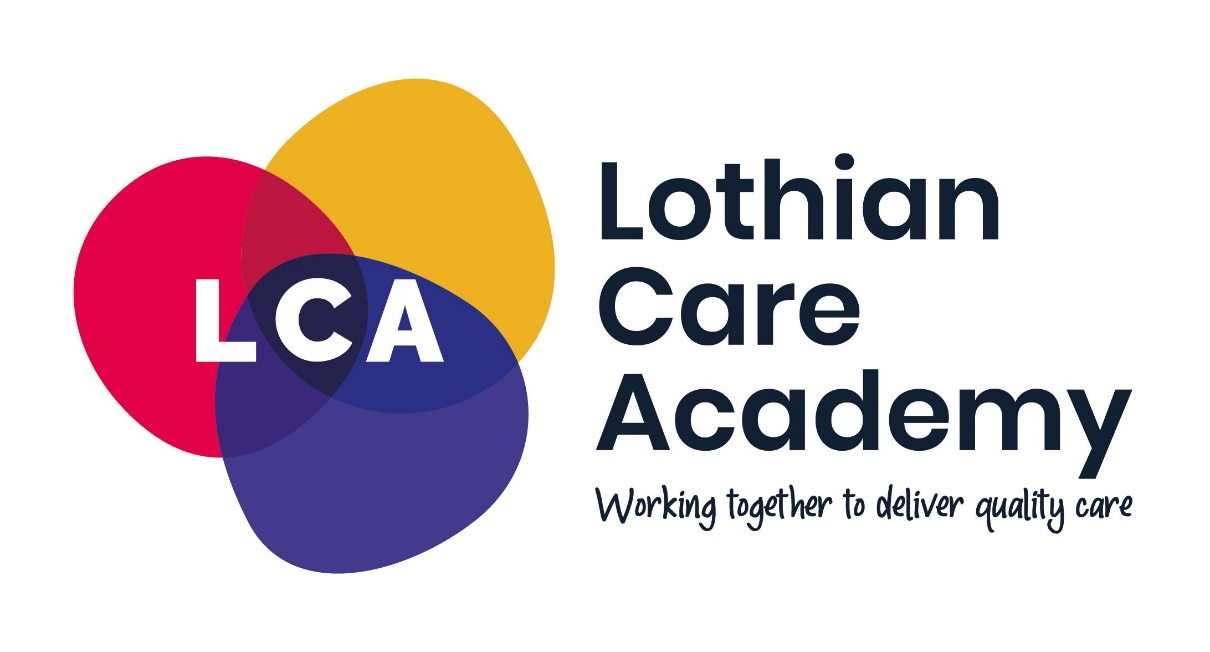 LCA
Lothian
Care
Academy
Working together to deliver quality care